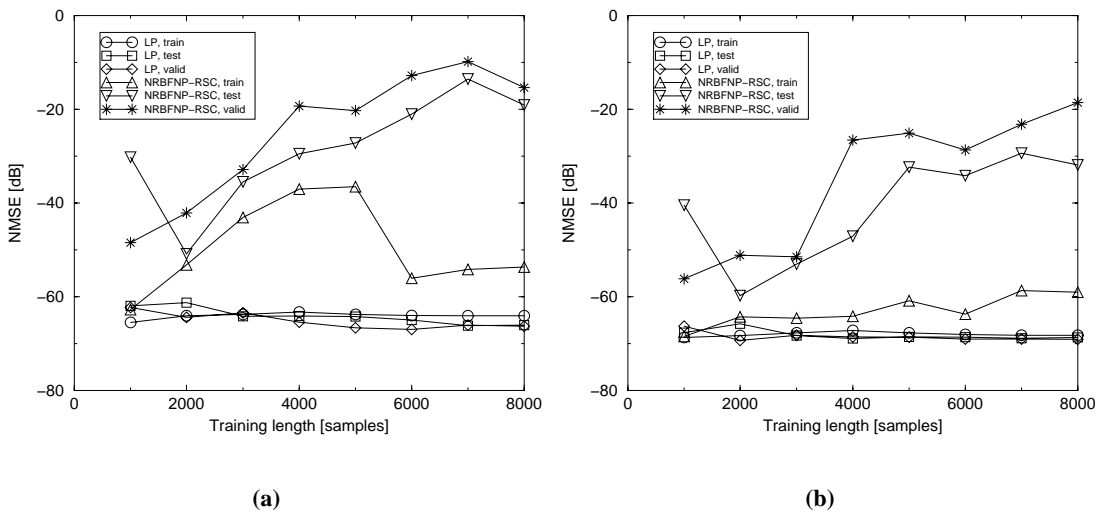 0
−20
−40
−60
−80
NMSE [dB]
0
2000
4000
6000
8000
Training length [samples]
LP, train
LP, test
LP, valid
NRBFNP−RSC, train
NRBFNP−RSC, test
NRBFNP−RSC, valid
(a)
0
−20
−40
−60
−80
NMSE [dB]
0
2000
4000
6000
8000
Training length [samples]
LP, train
LP, test
LP, valid
NRBFNP−RSC, train
NRBFNP−RSC, test
NRBFNP−RSC, valid
(b)